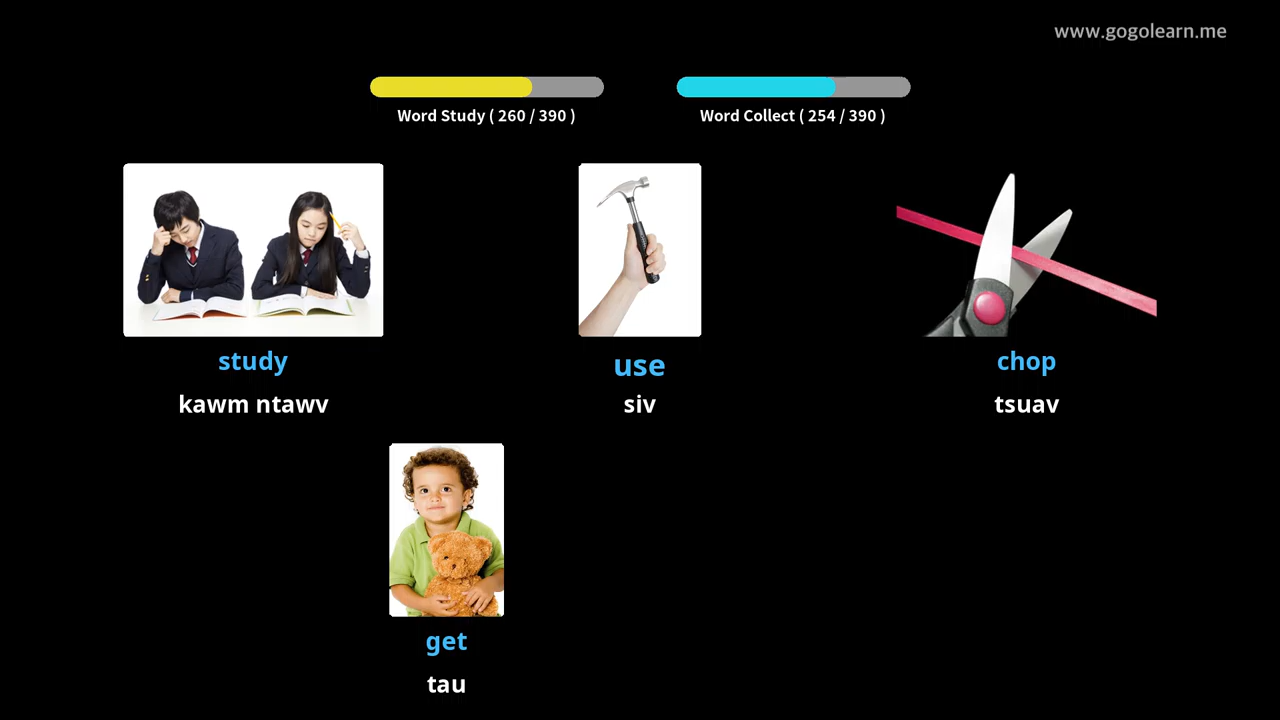 www.gogolearn.me
Word Study ( 260 / 390 )
Word Collect ( 254 / 390 )
study
use
chop
kawm ntawv
siv
tsuav
get
tau